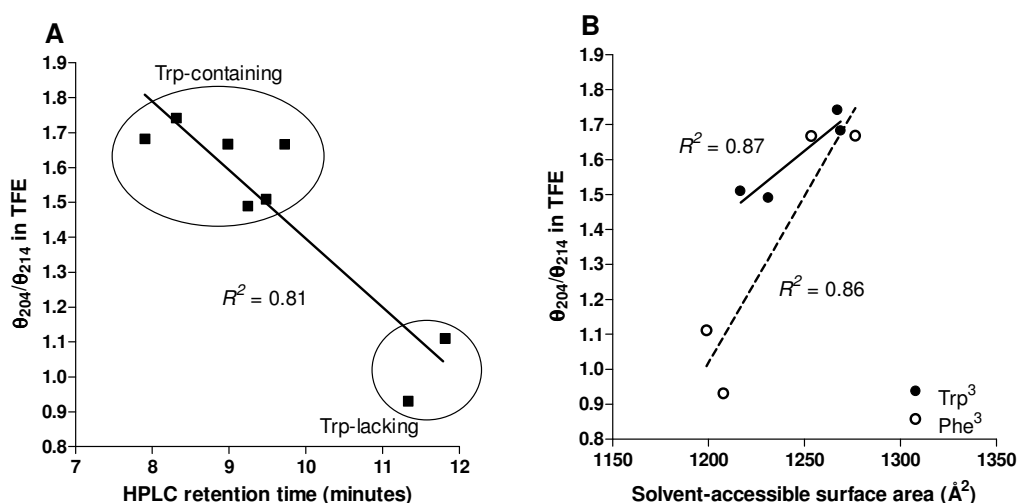 A
1.9
1.8
1.7
1.6
1.5
1.4
1.3
1.2
1.1
1.0
0.9
0.8
θ204/θ214 in TFE
Trp-containing
R² = 0.81
Trp-lacking
7 8 9 10 11 12
HPLC retention time (minutes)
B
1.9
1.8
1.7
1.6
1.5
1.4
1.3
1.2
1.1
1.0
0.9
0.8
θ204/θ214 in TFE
R² = 0.87
R² = 0.86
Trp³
Phe³
1150 1200 1250 1300 1350
Solvent-accessible surface area (Å²)